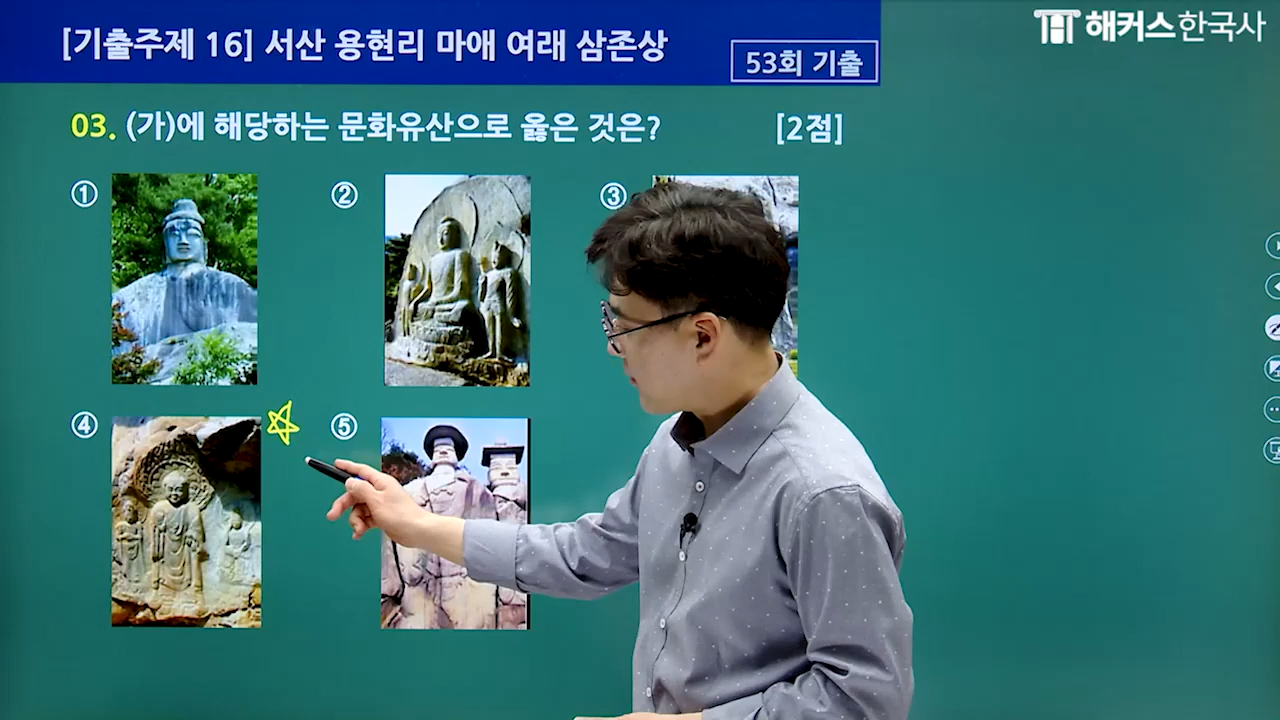 [기출주제 16] 서산 용현리 마애 여래 삼존상
53회 기출
해커스한국사
03. (가)에 해당하는 문화유산으로 옳은 것은?
[2점]
①
②
③
④
⑤